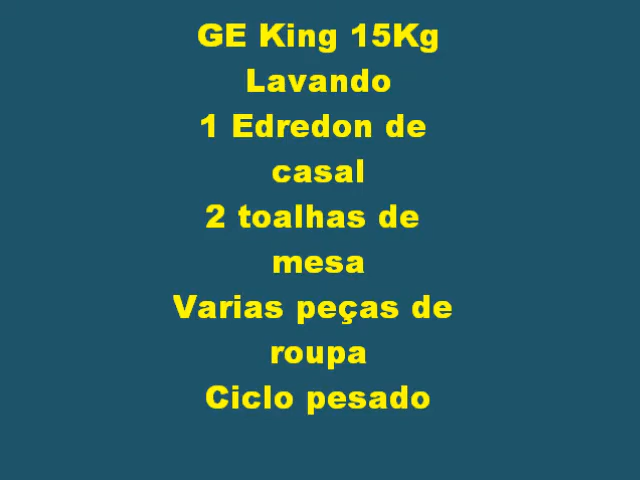 GE King 15Kg
Lavando
1 Edredon de
casal
2 toalhas de
mesa
Varias peças de
roupa
Ciclo pesado